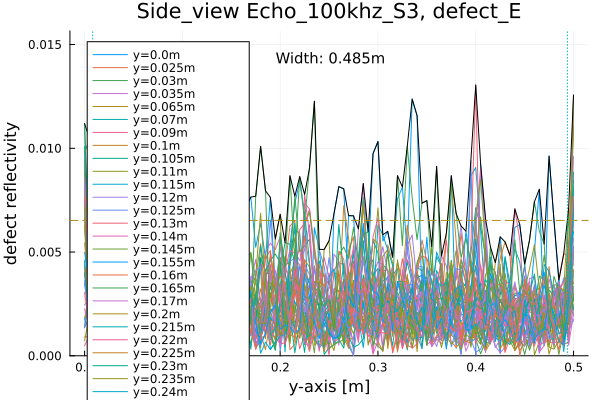 Side_view Echo_100khz_S3, defect_E
Width: 0.485m
defect reflectivity
0.015
0.010
0.005
0.000
y=0.0m
y=0.025m
y=0.03m
y=0.035m
y=0.065m
y=0.07m
y=0.09m
y=0.1m
y=0.105m
y=0.11m
y=0.115m
y=0.12m
y=0.125m
y=0.13m
y=0.14m
y=0.145m
y=0.155m
y=0.16m
y=0.165m
y=0.17m
y=0.2m
y=0.215m
y=0.22m
y=0.225m
y=0.23m
y=0.235m
y=0.24m
0.2 0.3 0.4 0.5
y-axis [m]